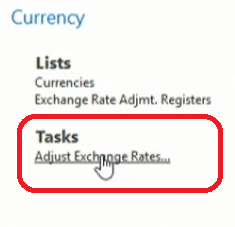 Currency
Lists
Currencies
Exchange Rate Adjmt. Registers
Tasks
Adjust Exchange Rates...